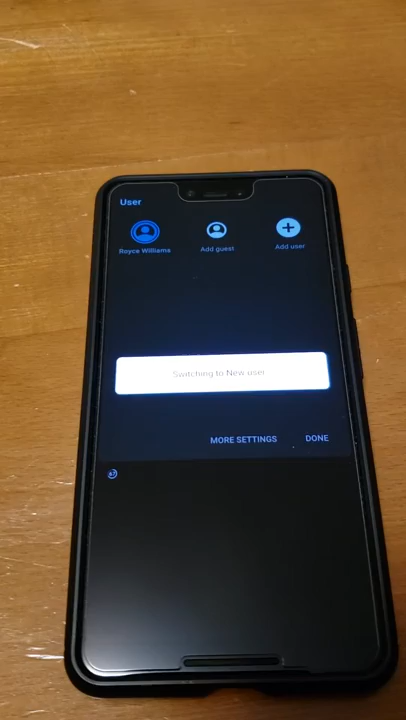 User
Royce Williams
Add guest
Add user
Switching to New user
MORE SETTINGS
DONE